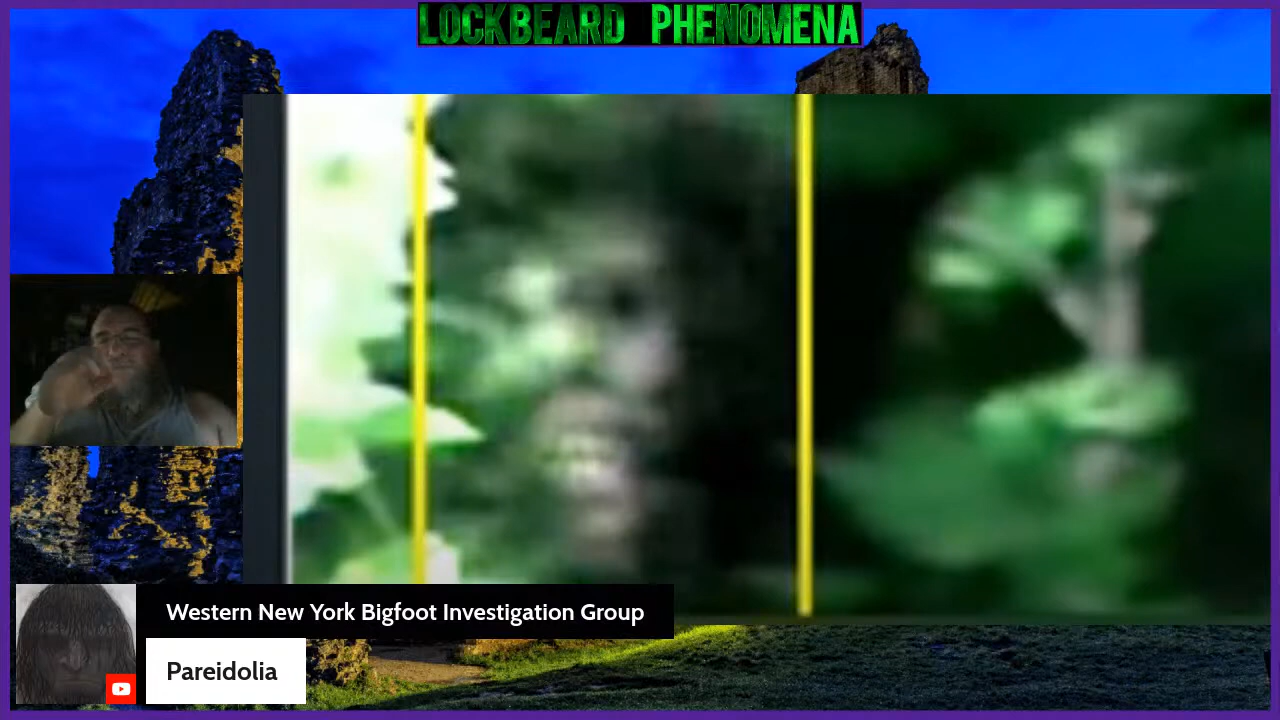 LOCKBEARD PHENOMENA
Western New York Bigfoot Investigation Group
Pareidolia